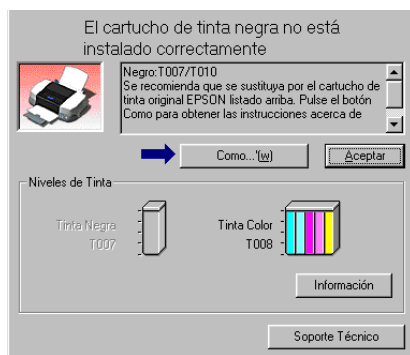 El cartucho de tinta negra no está
instalado correctamente
Negro:T007/T010
Se recomienda que se sustituya por el cartucho de
tinta original EPSON listado arriba. Pulse el botón
Como para obtener las instrucciones acerca de
Como...'(w)
Aceptar
Niveles de Tinta
Tinta Negra
T007
Tinta Color
T008
Información
Soporte Técnico